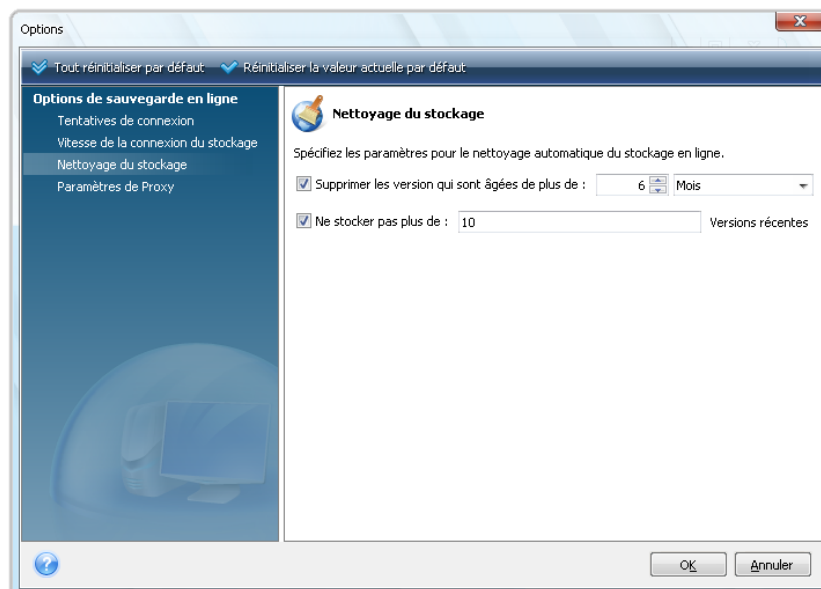 Options
Tout réinitialiser par défaut Réinitialiser la valeur actuelle par défaut
Options de sauvegarde en ligne
Tentatives de connexion
Vitesse de la connexion du stockage
Nettoyage du stockage
Paramètres de Proxy
Nettoyage du stockage
Spécifiez les paramètres pour le nettoyage automatique du stockage en ligne.
Supprimer les version qui sont âgées de plus de : 6 Mois
Ne stocker pas plus de : 10 Versions récentes
OK Annuler